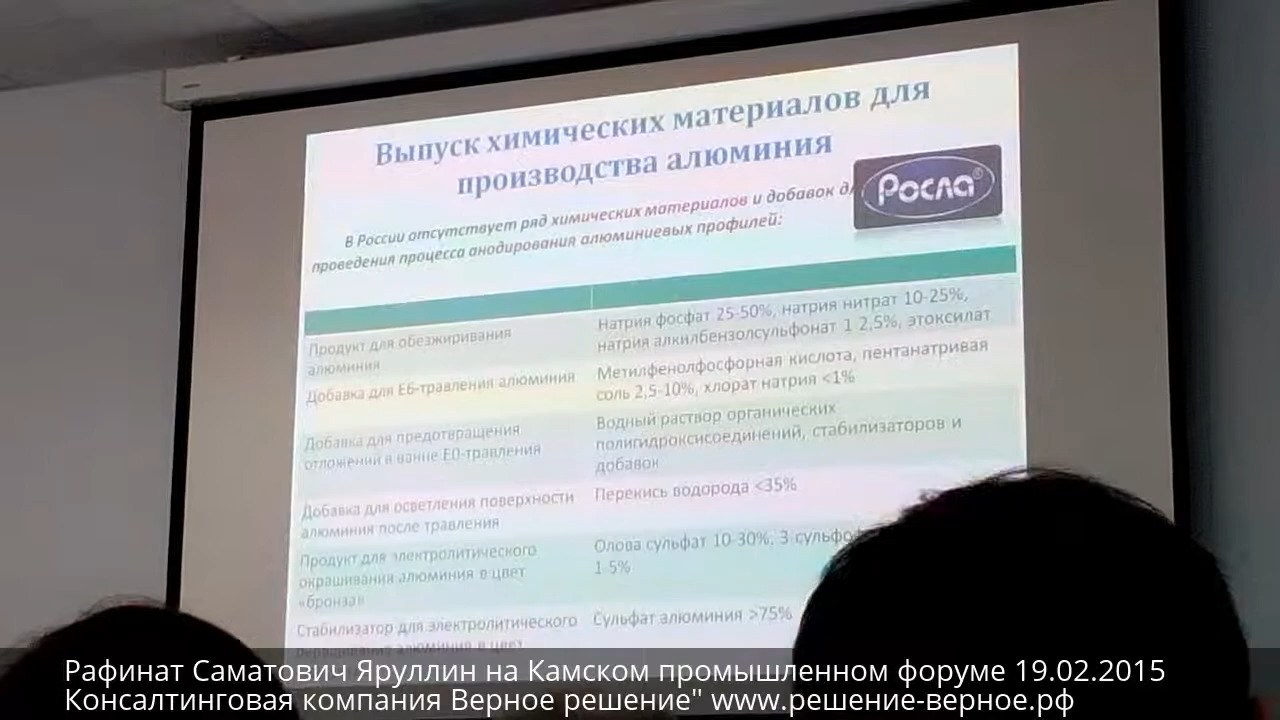 Выпуск химических материалов для
производства алюминия
Росла®
В России отсутствует ряд химических материалов и добавок
проведения процесса анодирования алюминиевых профилей:
Продукт для обезжиривания
алюминия
Натрия фосфат 25-50%, натрия нитрат 10-25%,
натрия алкилбензолсульфонат 1 2,5%, этоксилат
Добавка для Е6-травления алюминия
Метилфенолфосфорная кислота, пентанатривая
соль 2,5-10%, хлорат натрия <1%
Добавка для предотвращения
отложений в ванне Е0-травления
Водный раствор органических
полигидроксисоединений, стабилизаторов и
добавок
Добавка для осветления поверхности
алюминия после травления
Перекись водорода <35%
Продукт для электролитического
окрашивания алюминия в цвет
«бронза»
Олова сульфат 10-30%, 3
1-5%
Стабилизатор для электролитического
алюминия в цвет
Сульфат алюминия >75%
Рафинат Саматович Яруллин на Камском промышленном форуме 19.02.2015
Консалтинговая компания Верное решение" www.решение-верное.рф